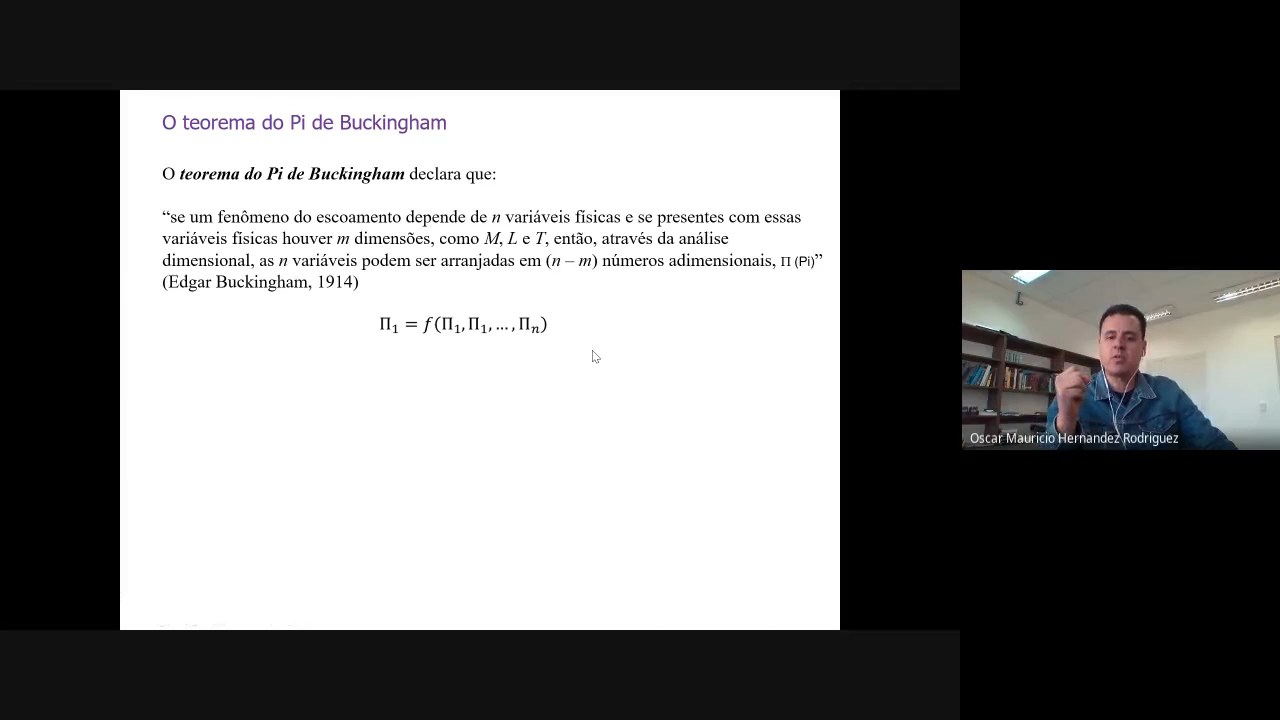 O teorema do Pi de Buckingham
O teorema do Pi de Buckingham declara que:
“se um fenômeno do escoamento depende de n variáveis físicas e se presentes com essas
variáveis físicas houver m dimensões, como M, L e T, então, através da análise
dimensional, as n variáveis podem ser arranjadas em (n – m) números adimensionais, Π (Pi)”
(Edgar Buckingham, 1914)
Π₁ = f(Π₁, Π₁, … , Πₙ)
Oscar Mauricio Hernandez Rodriguez